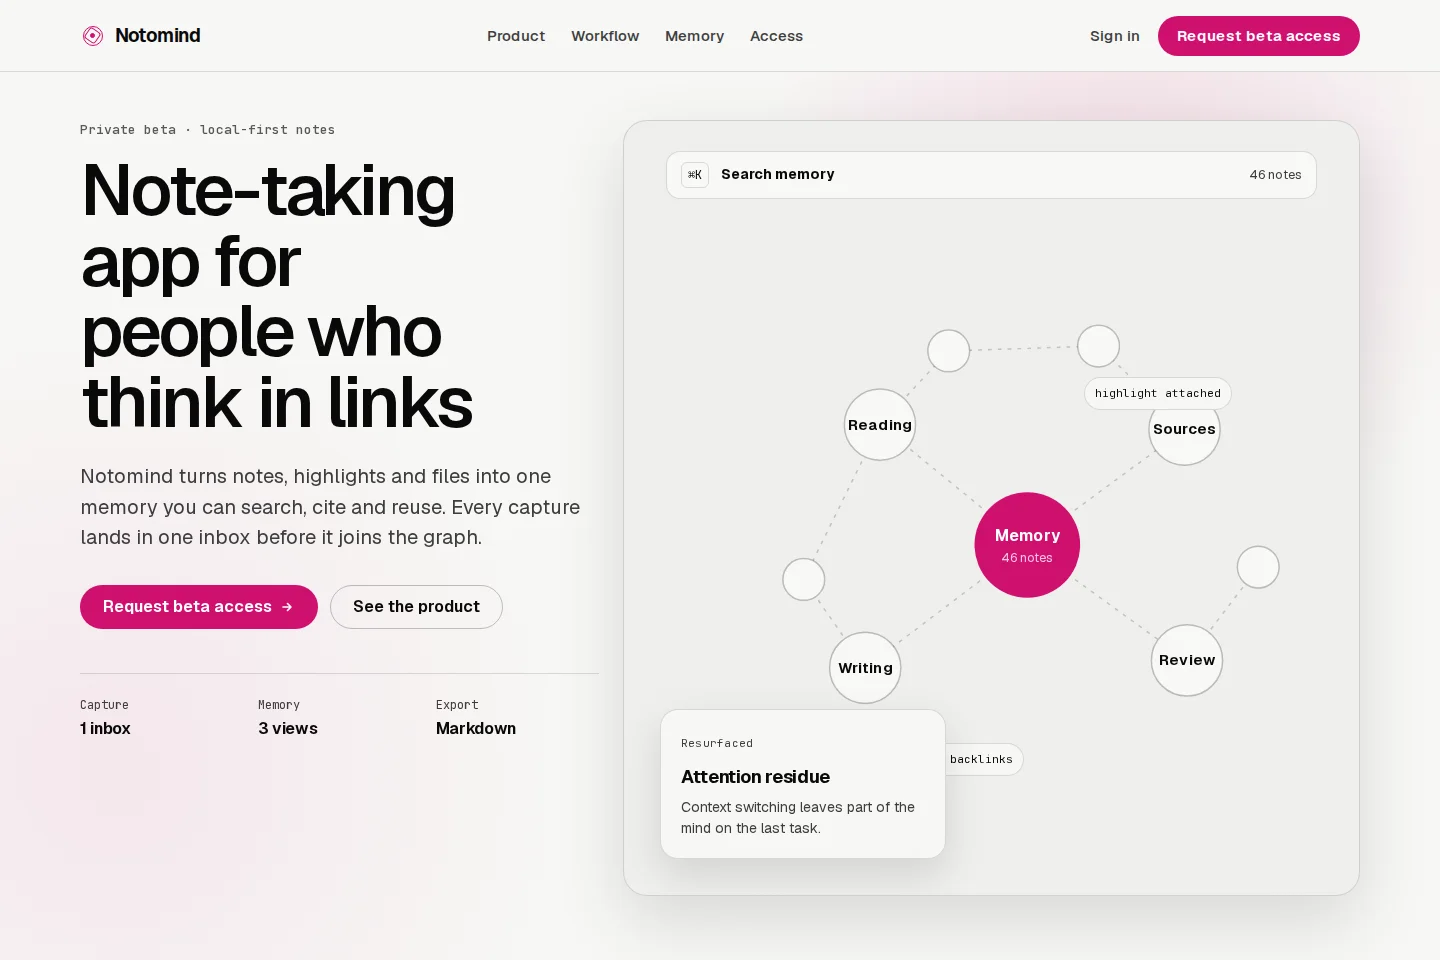 Notomind
Product
Workflow
Memory
Access
Sign in
Request beta access
Private beta · local-first notes
Note-taking
app for
people who
think in links
Notomind turns notes, highlights and files into one
memory you can search, cite and reuse. Every capture
lands in one inbox before it joins the graph.
Request beta access →
See the product
Capture
1 inbox
Memory
3 views
Export
Markdown
⌘K
Search memory
46 notes
highlight attached
Reading
Sources
Memory
46 notes
Writing
Review
backlinks
Resurfaced
Attention residue
Context switching leaves part of the
mind on the last task.